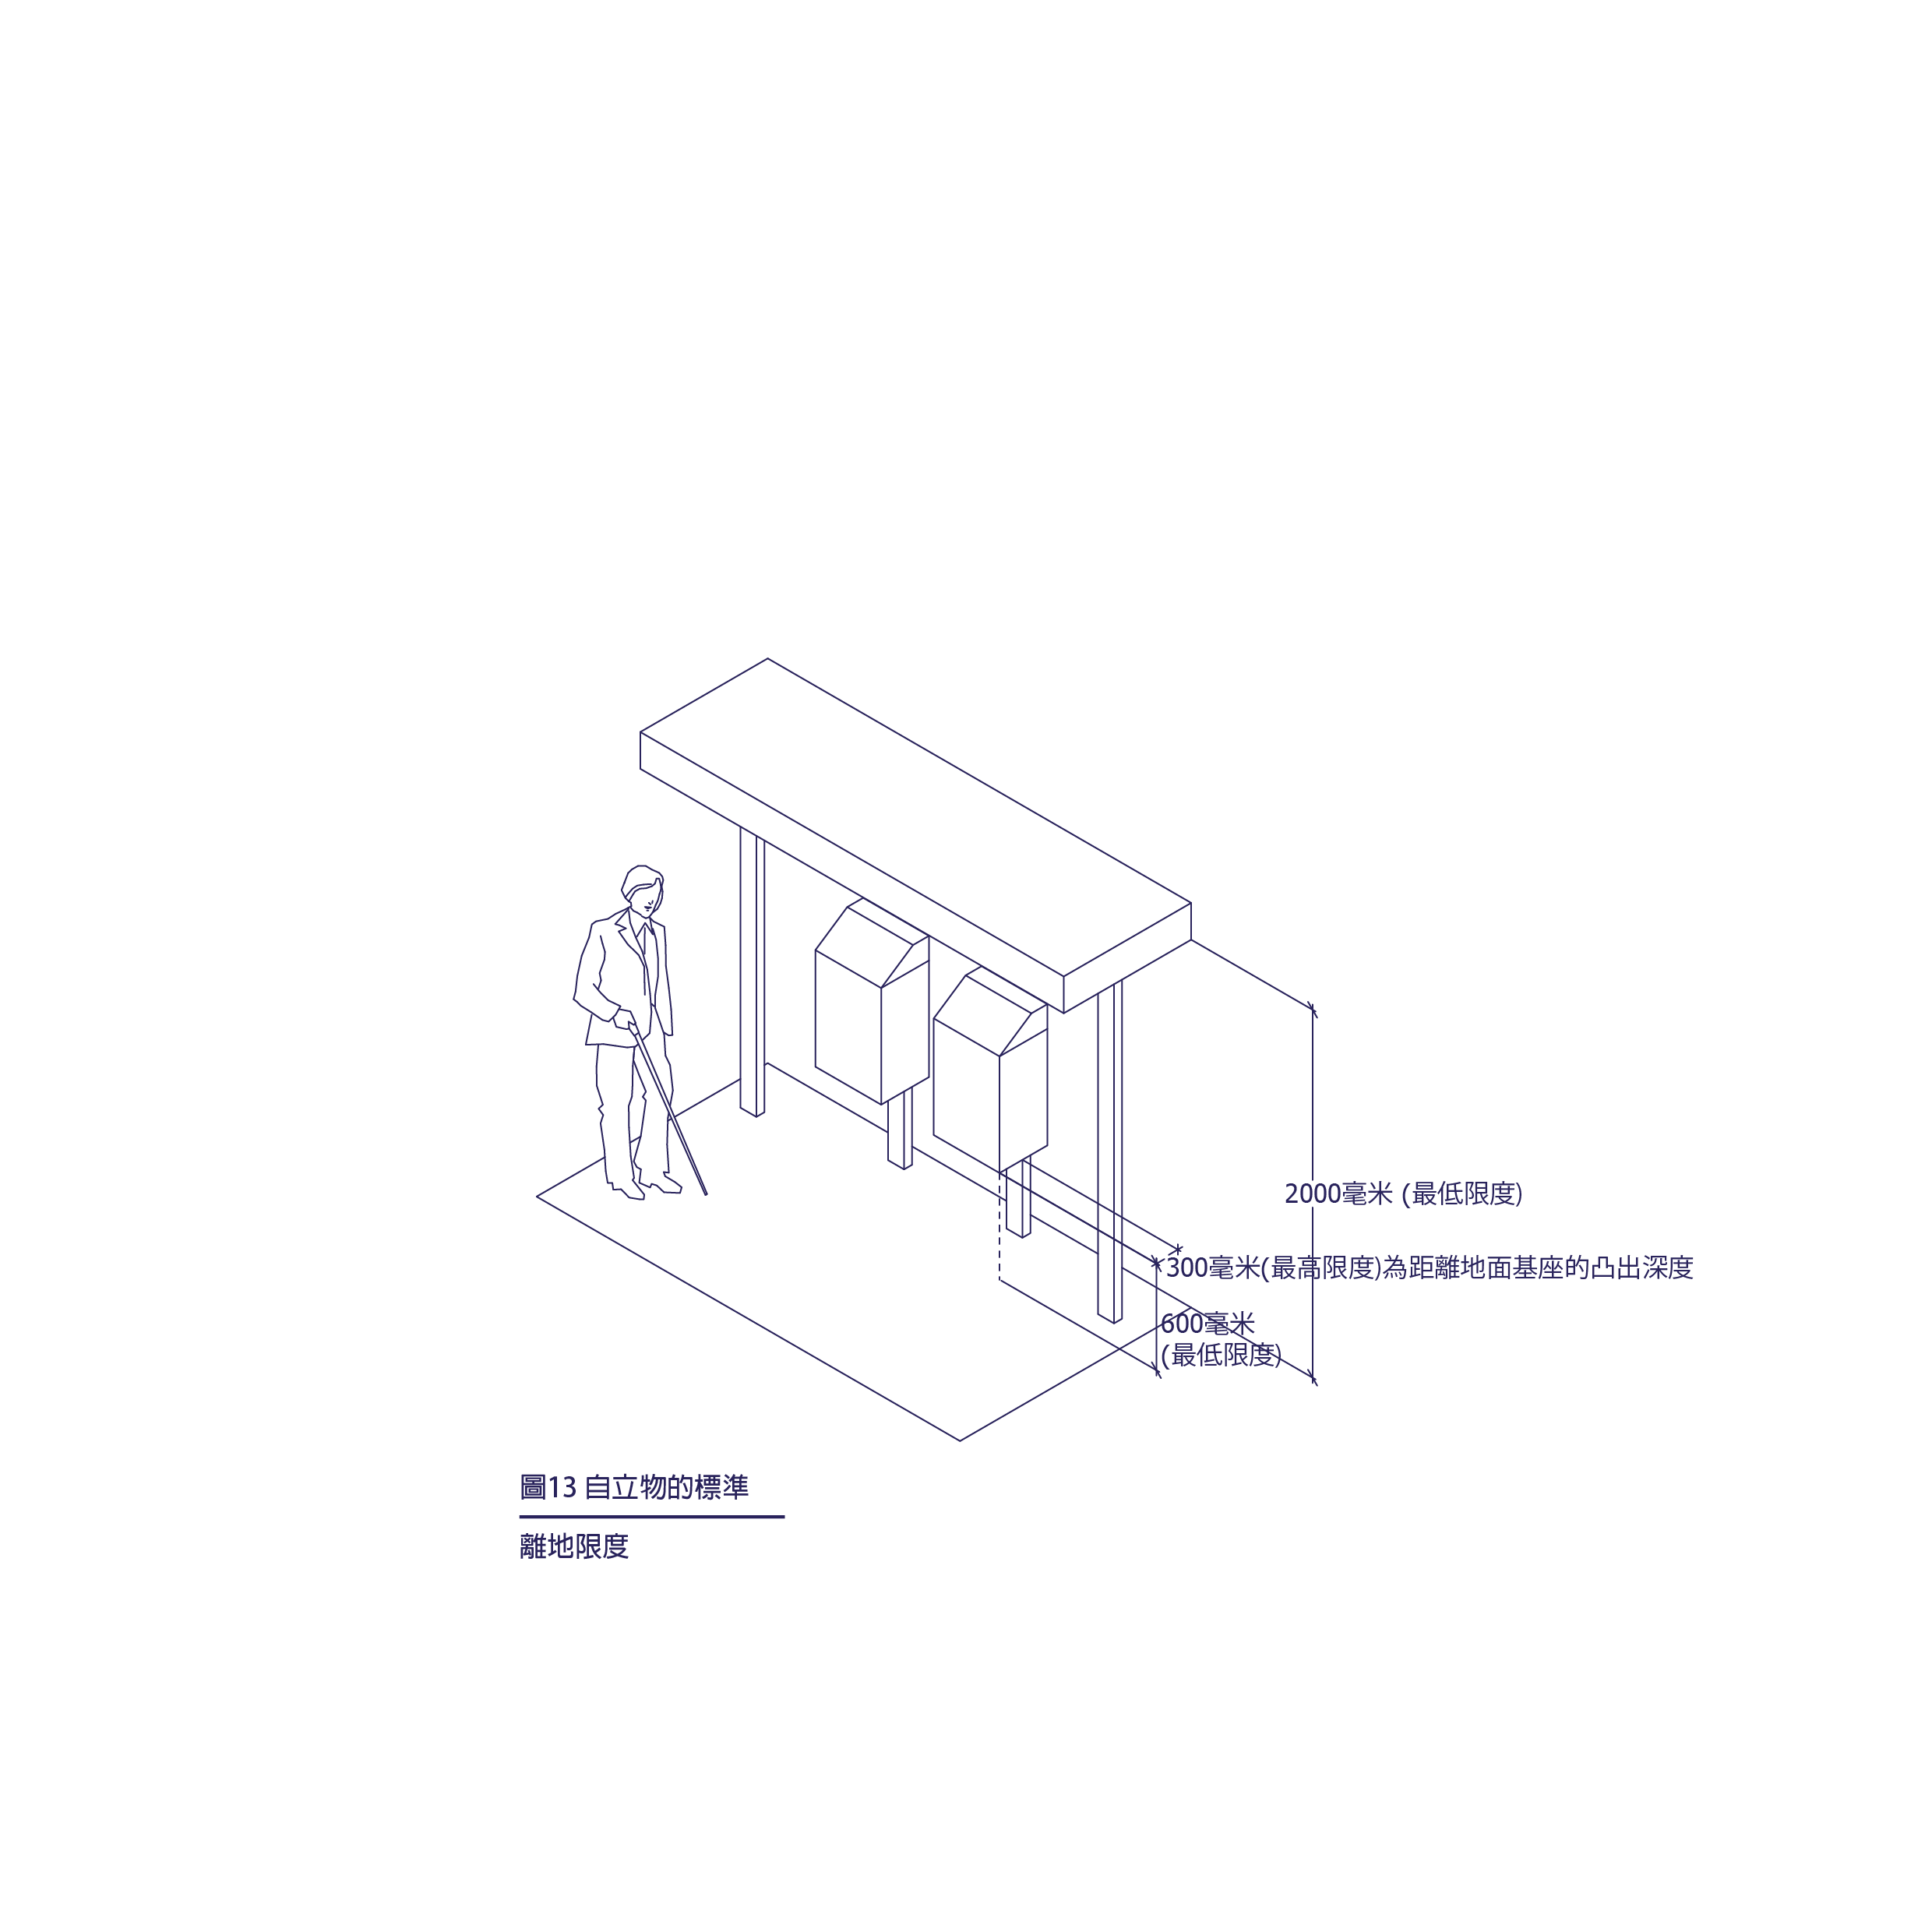 2000毫米 (最低限度)
300毫米(最高限度)為距離地面基座的凸出深度
600毫米
(最低限度)
圖13 自立物的標準
離地限度